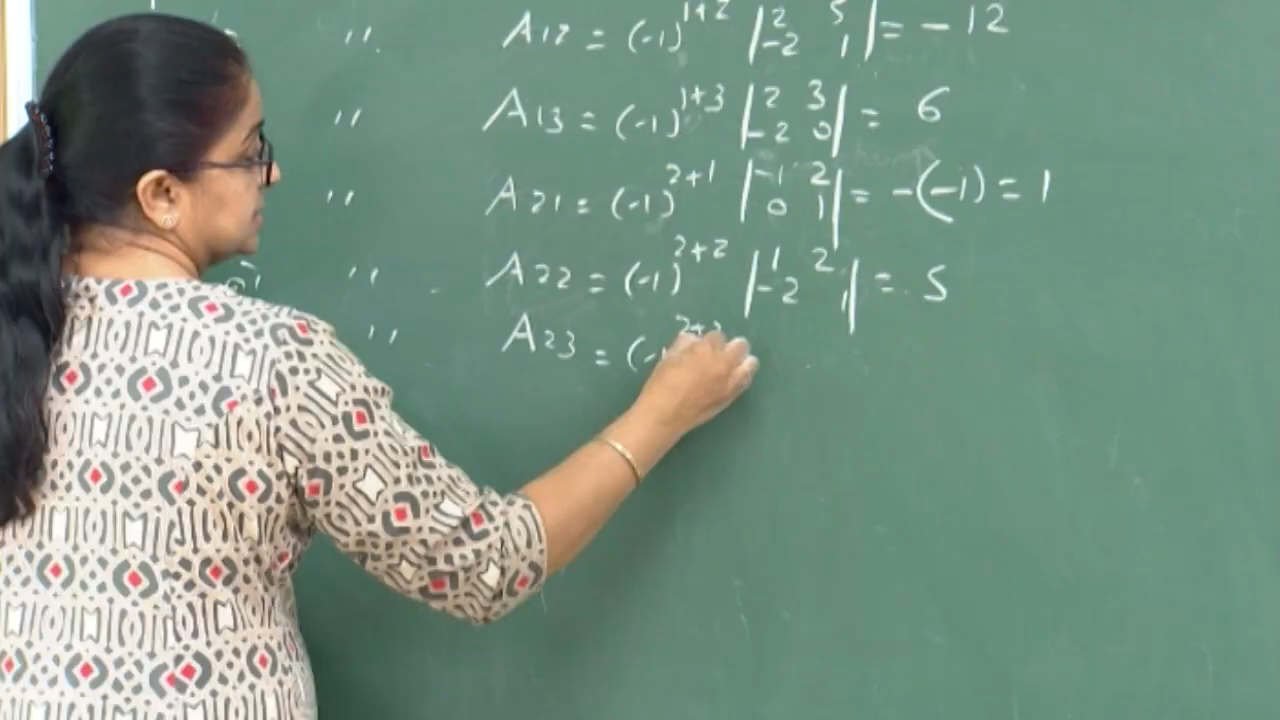 " A12 = (-1)^{1+2} |2 5; -2 1| = -12
" A13 = (-1)^{1+3} |2 3; -2 0| = 6
" A21 = (-1)^{2+1} |-1 2; 0 1| = -(-1) = 1
" A22 = (-1)^{2+2} |1 2; -2 1| = 5
" A23 = (-1